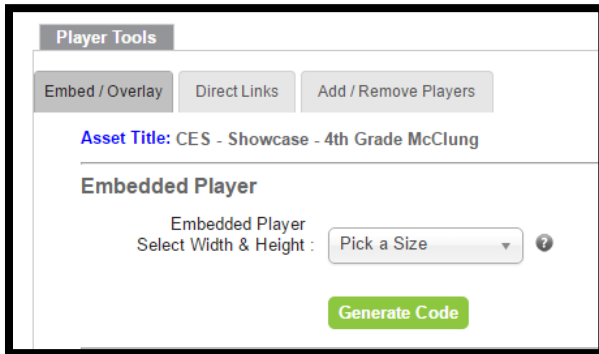 Player Tools
Embed / Overlay Direct Links Add / Remove Players
Asset Title: CES - Showcase - 4th Grade McClung
Embedded Player
Embedded Player
Select Width & Height : Pick a Size ?
Generate Code